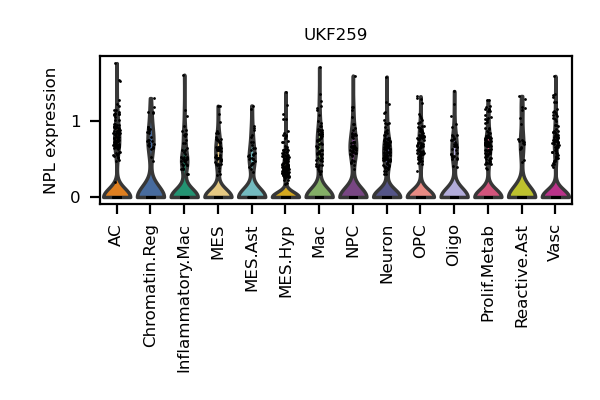 UKF259
NPL expression
1
0
AC
Chromatin.Reg
Inflammatory.Mac
MES
MES.Ast
MES.Hyp
Mac
NPC
Neuron
OPC
Oligo
Prolif.Metab
Reactive.Ast
Vasc